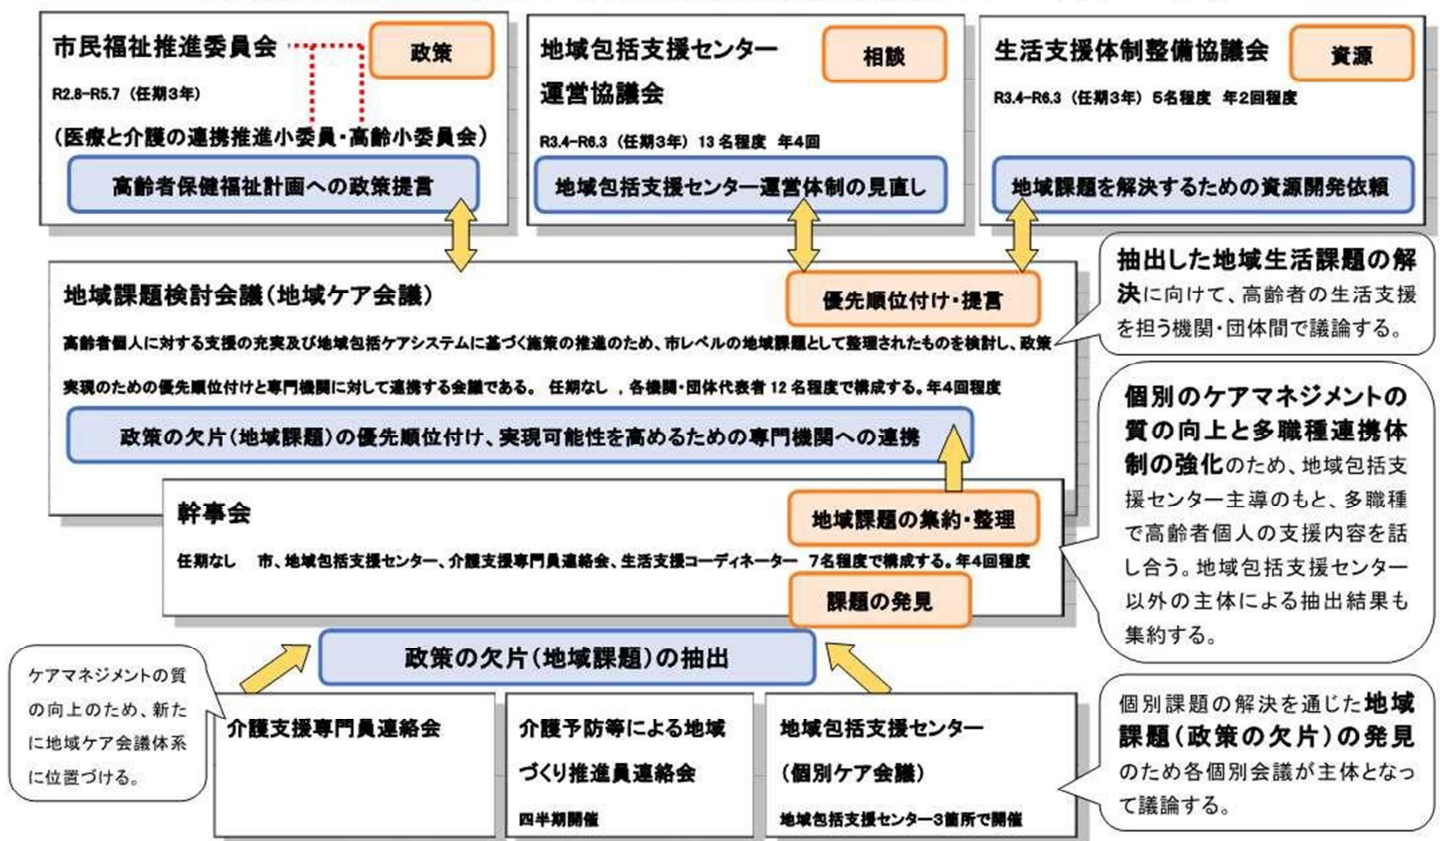 市民福祉推進委員会
政策
R2.8-R5.7 (任期3年)
(医療と介護の連携推進小委員・高齢小委員会)
高齢者保健福祉計画への政策提言
地域包括支援センター
運営協議会
相談
R3.4-R6.3 (任期3年) 13名程度 年4回
地域包括支援センター運営体制の見直し
生活支援体制整備協議会
資源
R3.4-R6.3 (任期3年) 5名程度 年2回程度
地域課題を解決するための資源開発依頼
地域課題検討会議(地域ケア会議)
優先順位付け・提言
高齢者個人に対する支援の充実及び地域包括ケアシステムに基づく施策の推進のため、市レベルの地域課題として整理されたものを検討し、政策
実現のための優先順位付けと専門機関に対して連携する会議である。 任期なし ,各機関・団体代表者12名程度で構成する。年4回程度
政策の欠片(地域課題)の優先順位付け、実現可能性を高めるための専門機関への連携
抽出した地域生活課題の解
決に向けて、高齢者の生活支援
を担う機関・団体間で議論する。
幹事会
地域課題の集約・整理
任期なし 市、地域包括支援センター、介護支援専門員連絡会、生活支援コーディネーター 7名程度で構成する。年4回程度
課題の発見
個別のケアマネジメントの
質の向上と多職種連携体
制の強化のため、地域包括支
援センター主導のもと、多職種
で高齢者個人の支援内容を話
し合う。地域包括支援センター
以外の主体による抽出結果も
集約する。
政策の欠片(地域課題)の抽出
ケアマネジメントの質
の向上のため、新た
に地域ケア会議体系
に位置づける。
介護支援専門員連絡会
介護予防等による地域
づくり推進員連絡会
四半期開催
地域包括支援センター
(個別ケア会議)
地域包括支援センター3箇所で開催
個別課題の解決を通じた地域
課題(政策の欠片)の発見
のため各個別会議が主体となっ
て議論する。